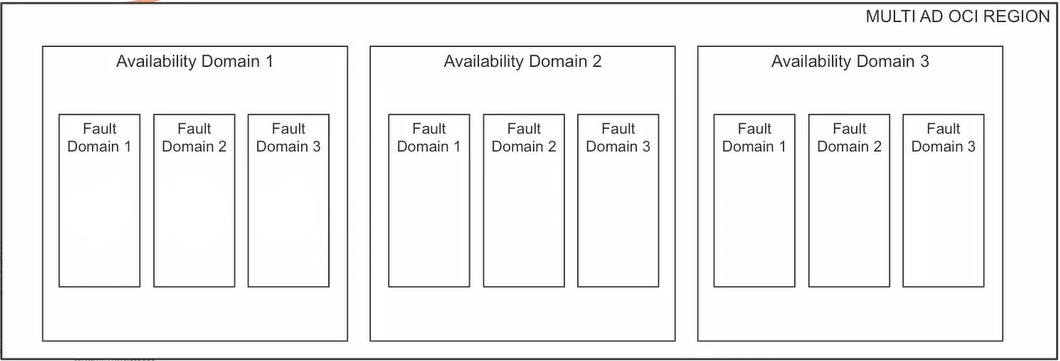 MULTI AD OCI REGION
Availability Domain 1
Fault
Domain 1
Fault
Domain 2
Fault
Domain 3
Availability Domain 2
Fault
Domain 1
Fault
Domain 2
Fault
Domain 3
Availability Domain 3
Fault
Domain 1
Fault
Domain 2
Fault
Domain 3